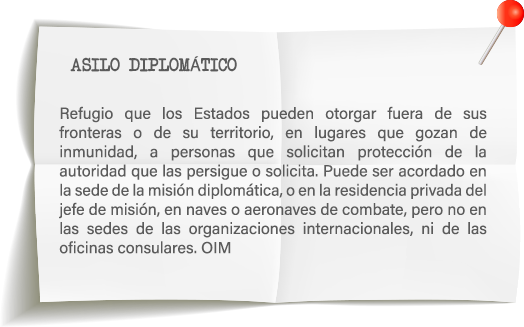 ASILO DIPLOMÁTICO
Refugio que los Estados pueden otorgar fuera de sus
fronteras o de su territorio, en lugares que gozan de
inmunidad, a personas que solicitan protección de la
autoridad que las persigue o solicita. Puede ser acordado en
la sede de la misión diplomática, o en la residencia privada del
jefe de misión, en naves o aeronaves de combate, pero no en
las sedes de las organizaciones internacionales, ni de las
oficinas consulares. OIM